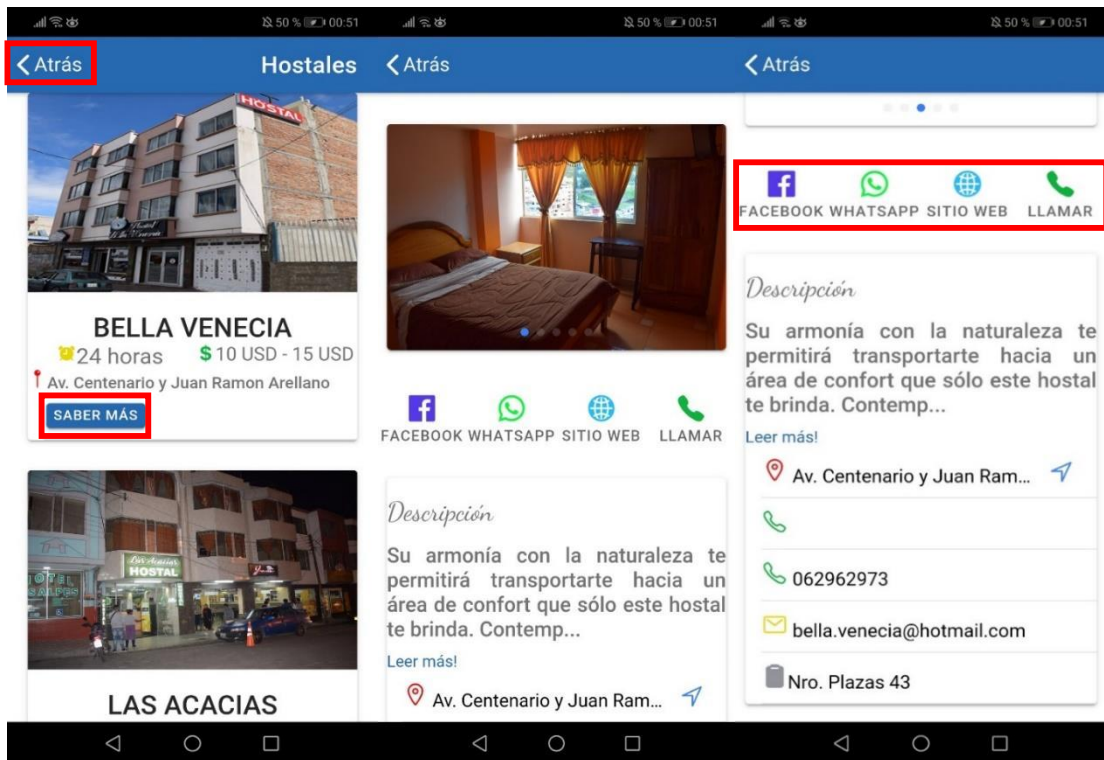 50 % 00:51
Atrás
Hostales
HOSTAL
BELLA VENECIA
24 horas
$ 10 USD - 15 USD
Av. Centenario y Juan Ramon Arellano
SABER MÁS
Las Acacias
HOSTAL
LAS ACACIAS
50 % 00:51
Atrás
FACEBOOK WHATSAPP SITIO WEB LLAMAR
Descripción
Su armonía con la naturaleza te
permitirá transportarte hacia un
área de confort que sólo este hostal
te brinda. Contemp...
Leer más!
Av. Centenario y Juan Ram...
50 % 00:51
Atrás
FACEBOOK WHATSAPP SITIO WEB LLAMAR
Descripción
Su armonía con la naturaleza te
permitirá transportarte hacia un
área de confort que sólo este hostal
te brinda. Contemp...
Leer más!
Av. Centenario y Juan Ram...
062962973
bella.venecia@hotmail.com
Nro. Plazas 43